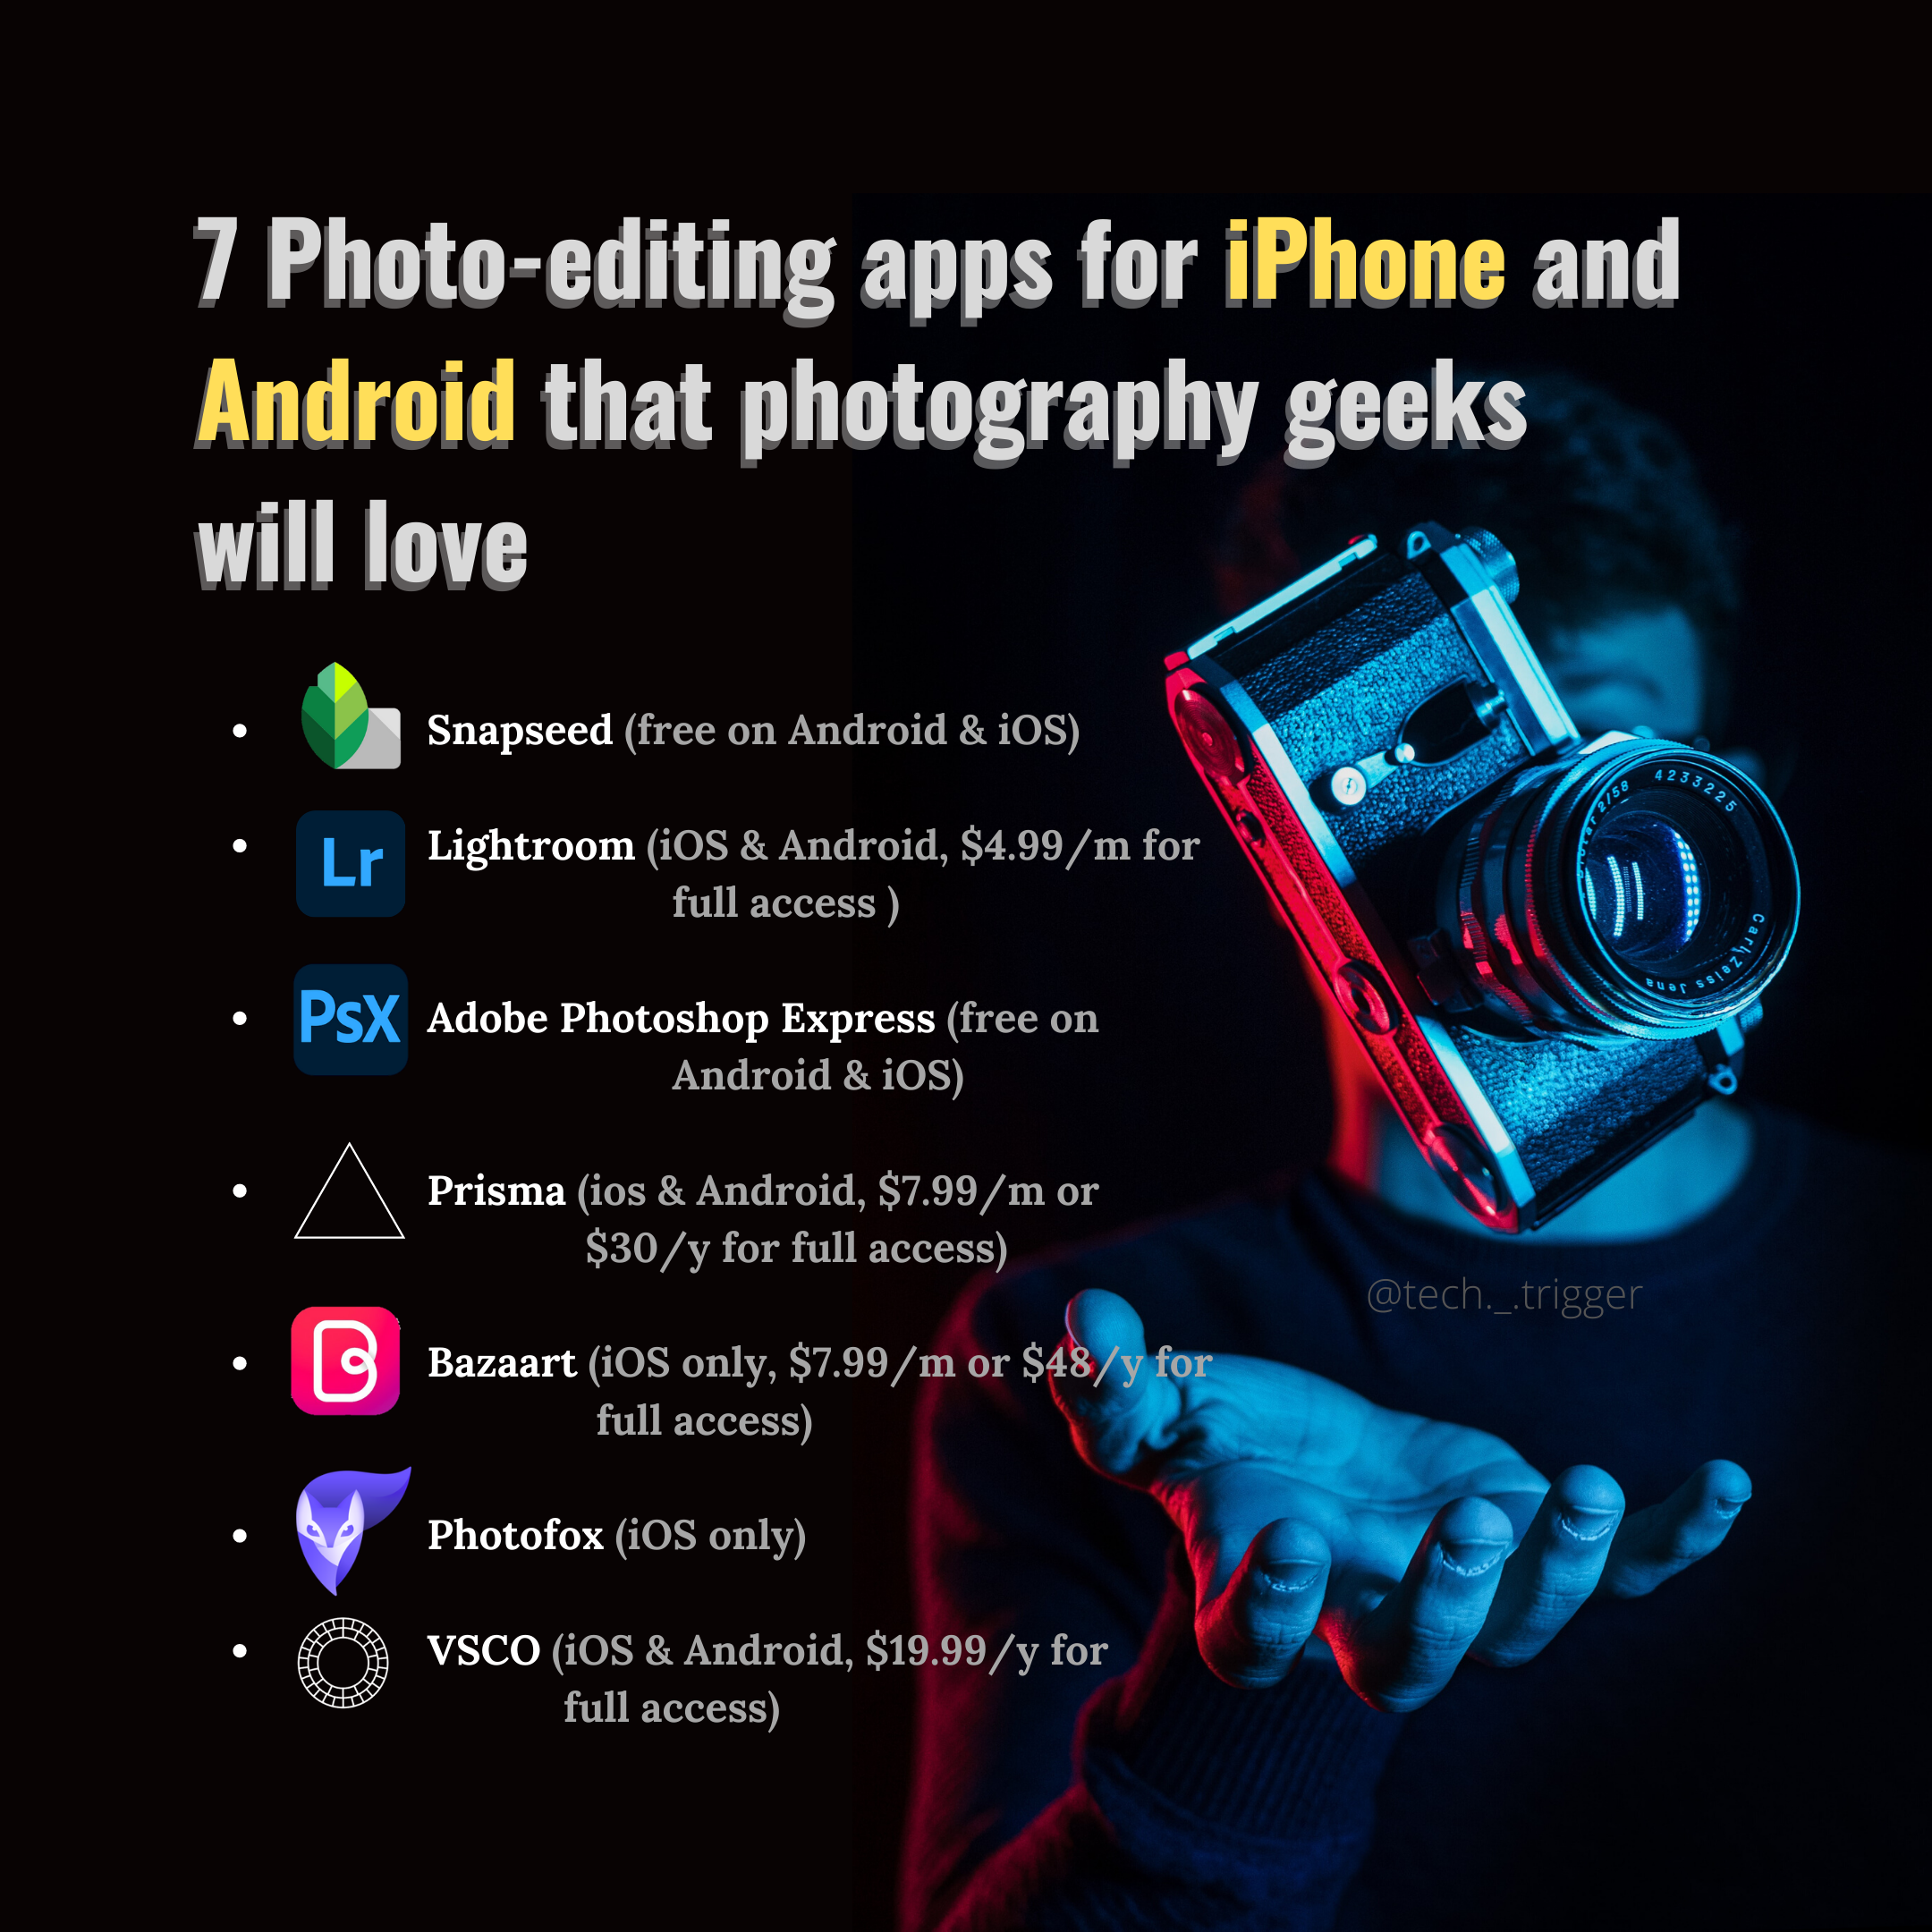 7 Photo-editing apps for iPhone and
Android that photography geeks
will love
Snapseed (free on Android & iOS)
Lr
Lightroom (iOS & Android, $4.99/m for
full access )
PsX
Adobe Photoshop Express (free on
Android & iOS)
Prisma (ios & Android, $7.99/m or
$30/y for full access)
Bazaart (iOS only, $7.99/m or $48/y for
full access)
Photofox (iOS only)
VSCO (iOS & Android, $19.99/y for
full access)
2/58 4233225
Carl Zeiss Jena
@tech._.trigger